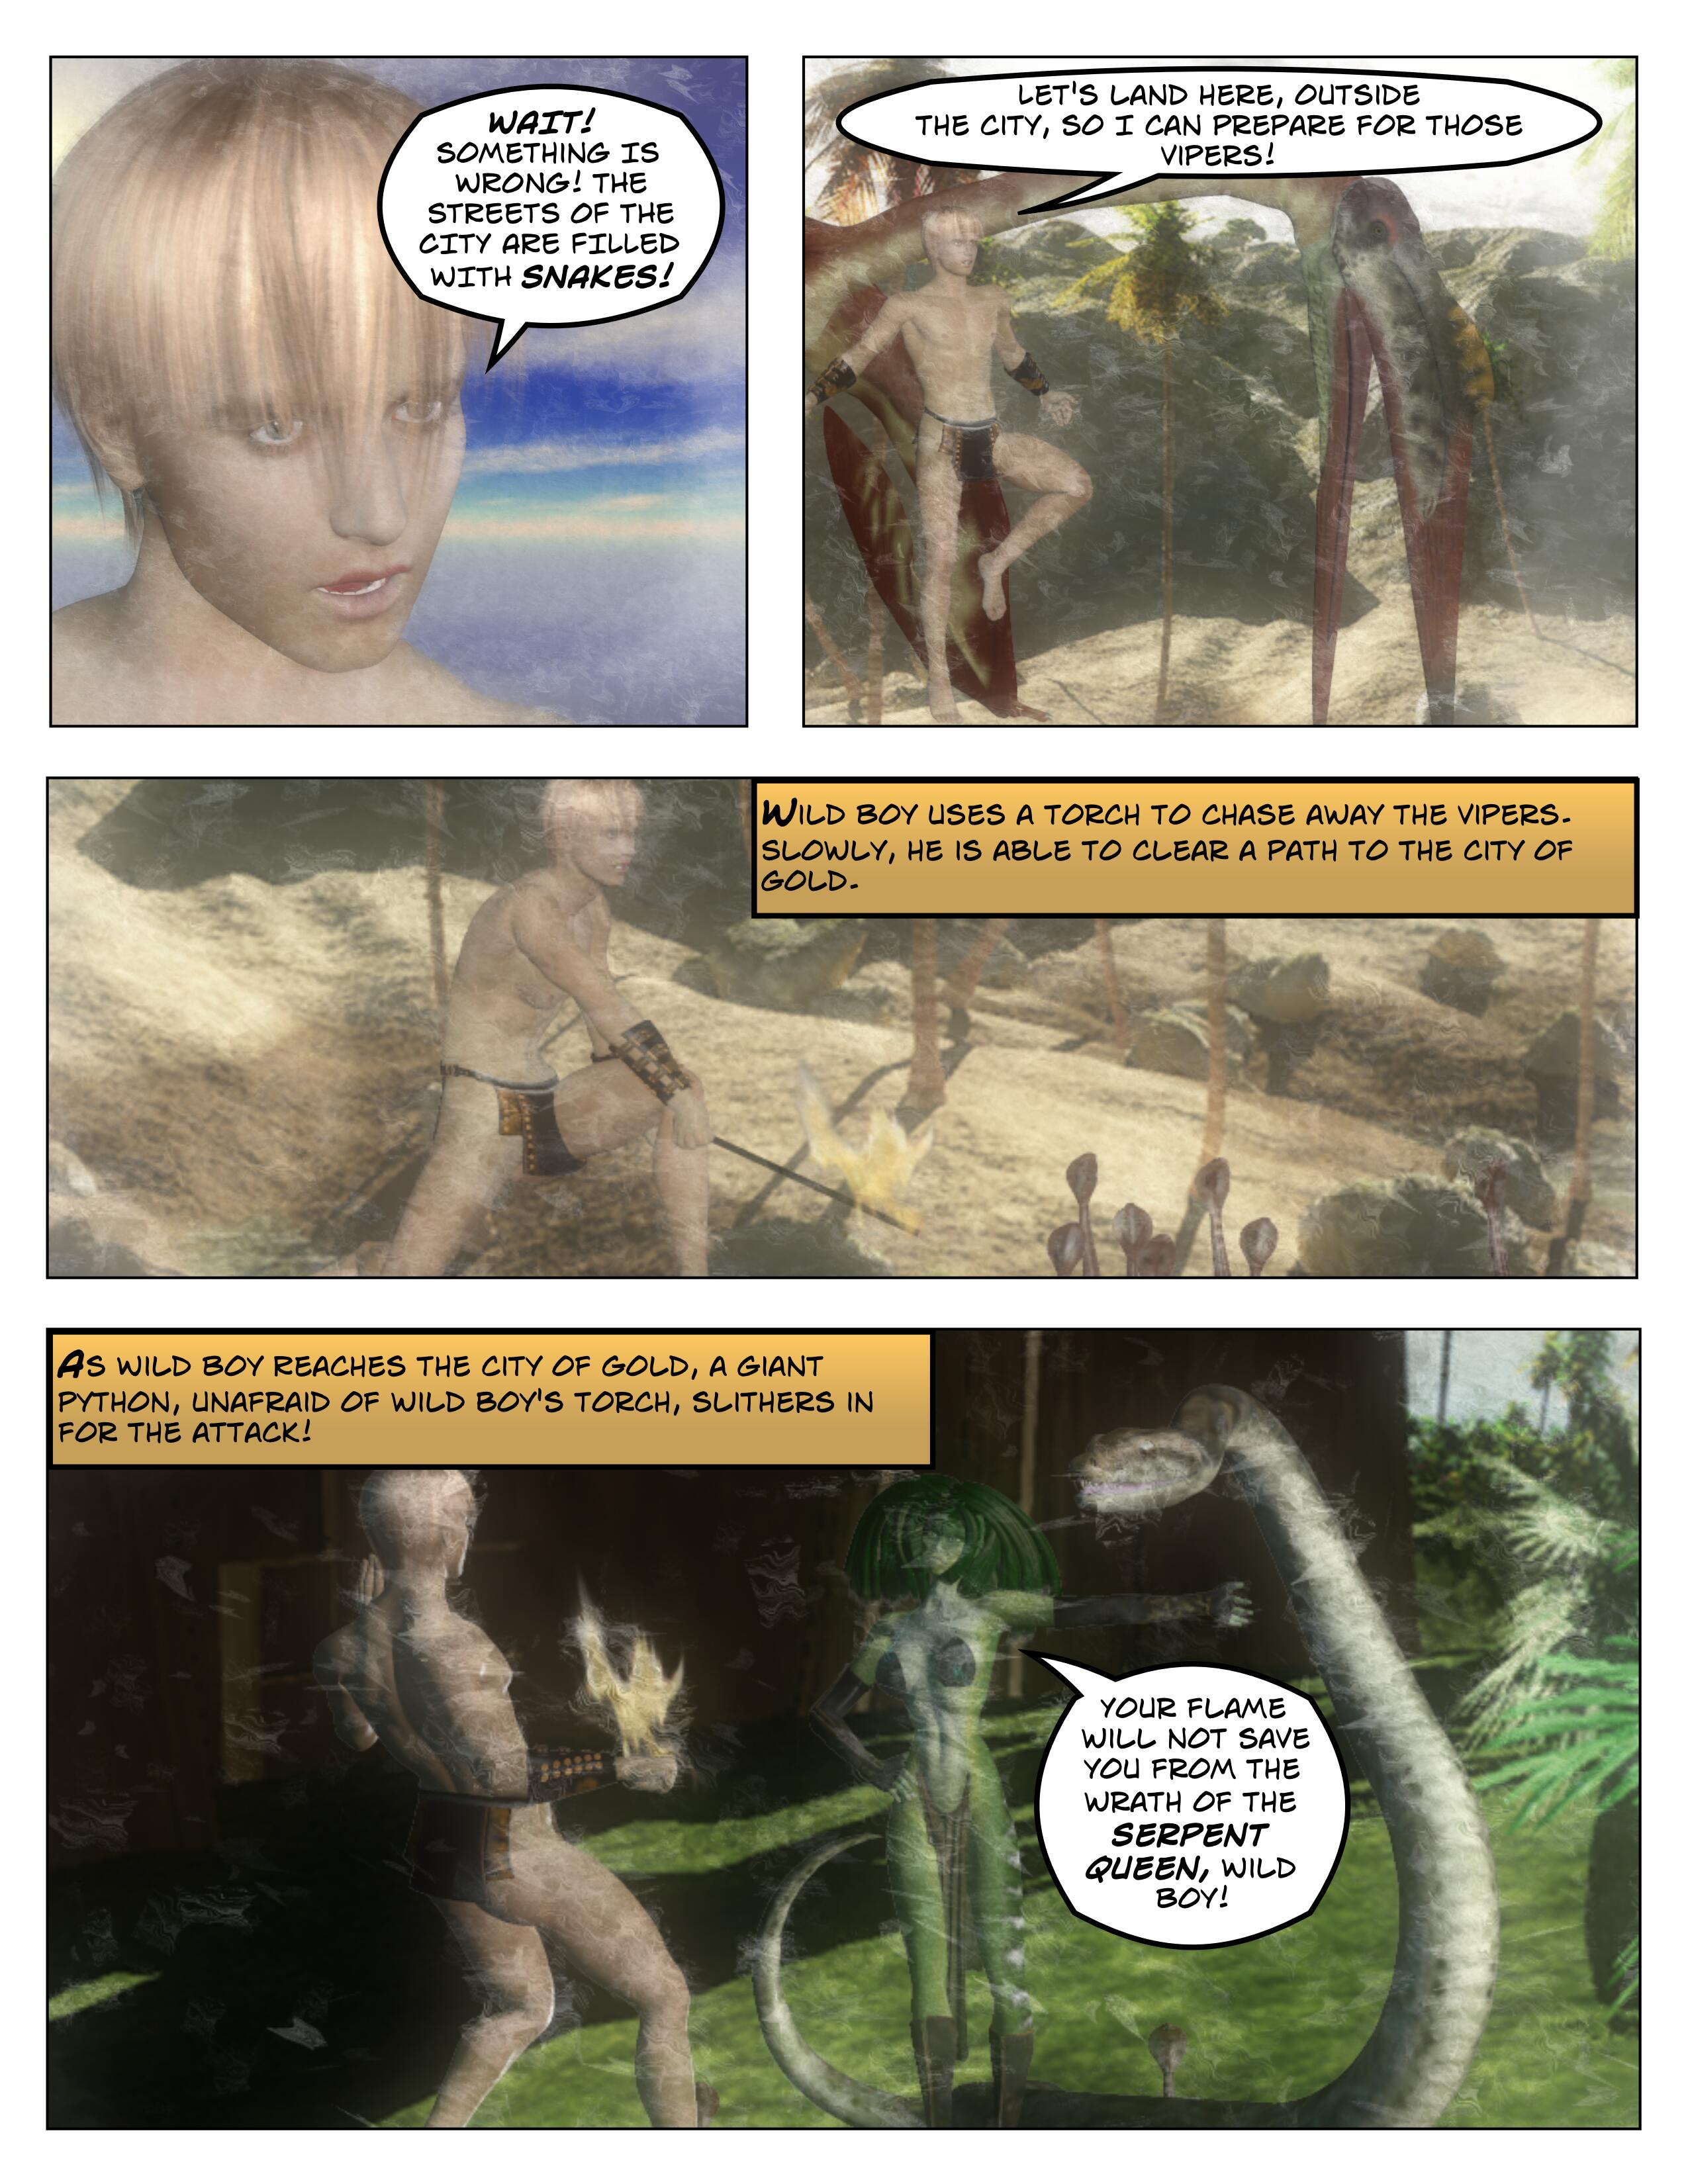 WAIT!
SOMETHING IS
WRONG! THE
STREETS OF THE
CITY ARE FILLED
WITH SNAKES!
LET'S LAND HERE, OUTSIDE
THE CITY, SO I CAN PREPARE FOR THOSE
VIPERS!
WILD BOY USES A TORCH TO CHASE AWAY THE VIPERS.
SLOWLY, HE IS ABLE TO CLEAR A PATH TO THE CITY OF
GOLD.
AS WILD BOY REACHES THE CITY OF GOLD, A GIANT
PYTHON, UNAFRAID OF WILD BOY'S TORCH, SLITHERS IN
FOR THE ATTACK!
YOUR FLAME
WILL NOT SAVE
YOU FROM THE
WRATH OF THE
SERPENT
QUEEN, WILD
BOY!